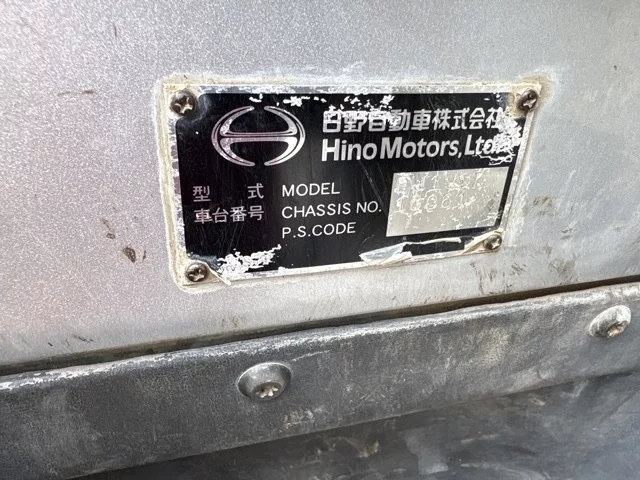 日野自動車株式会社
Hino Motors, Ltd.
型式 MODEL
車台番号 CHASSIS NO.
P.S.CODE